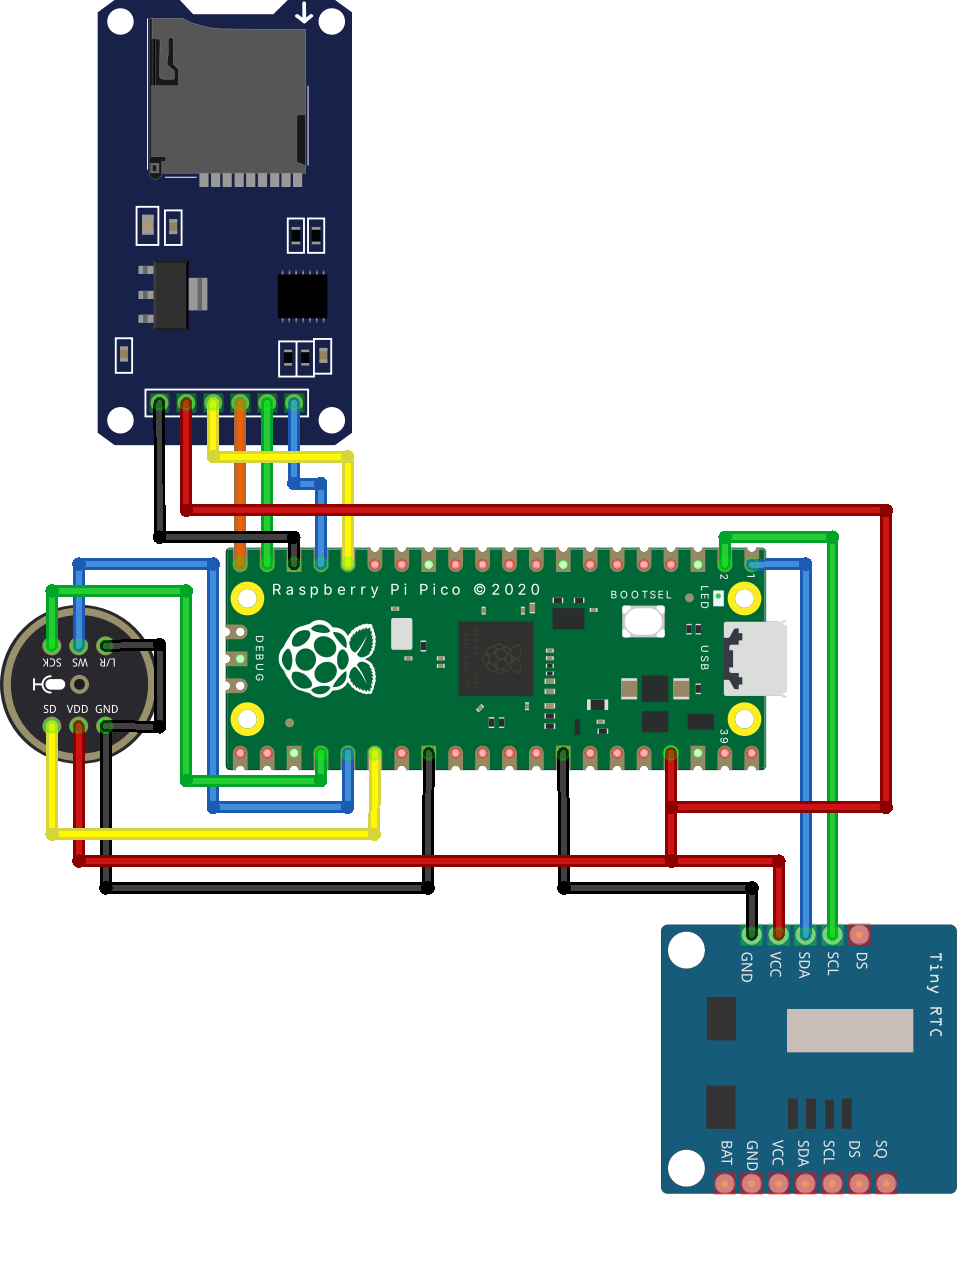 Raspberry Pi Pico ©2020
BOOTSEL
LED
2
1
USB
DEBUG
39
SCK
WS
L/R
SD
VDD
GND
GND
VCC
SDA
SCL
DS
Tiny RTC
BAT
GND
VCC
SDA
SCL
DS
SQ